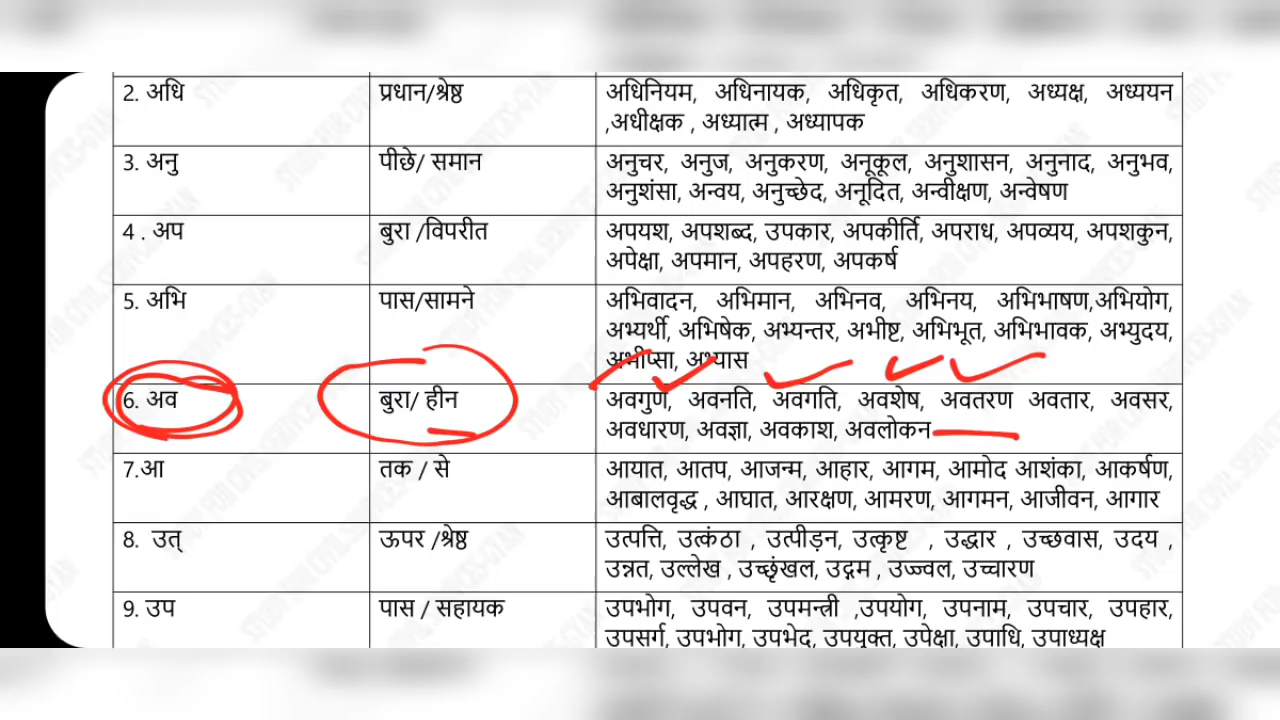 2. अधि
प्रधान/श्रेष्ठ
अधिनियम, अधिनायक, अधिकृत, अधिकरण, अध्यक्ष, अध्ययन
,अधीक्षक , अध्यात्म , अध्यापक
3. अनु
पीछे/ समान
अनुचर, अनुज, अनुकरण, अनूकूल, अनुशासन, अनुनाद, अनुभव,
अनुशंसा, अन्वय, अनुच्छेद, अनूदित, अन्वीक्षण, अन्वेषण
4 . अप
बुरा /विपरीत
अपयश, अपशब्द, उपकार, अपकीर्ति, अपराध, अपव्यय, अपशकुन,
अपेक्षा, अपमान, अपहरण, अपकर्ष
5. अभि
पास/सामने
अभिवादन, अभिमान, अभिनव, अभिनय, अभिभाषण,अभियोग,
अभ्यर्थी, अभिषेक, अभ्यन्तर, अभीष्ट, अभिभूत, अभिभावक, अभ्युदय,
अभीप्सा, अभ्यास
6. अव
बुरा/ हीन
अवगुण, अवनति, अवगति, अवशेष, अवतरण अवतार, अवसर,
अवधारण, अवज्ञा, अवकाश, अवलोकन
7.आ
तक / से
आयात, आतप, आजन्म, आहार, आगम, आमोद आशंका, आकर्षण,
आबालवृद्ध , आघात, आरक्षण, आमरण, आगमन, आजीवन, आगार
8. उत्
ऊपर /श्रेष्ठ
उत्पत्ति, उत्कंठा , उत्पीड़न, उत्कृष्ट , उद्धार , उच्छवास, उदय ,
उन्नत, उल्लेख , उच्छृंखल, उद्गम , उज्ज्वल, उच्चारण
9. उप
पास / सहायक
उपभोग, उपवन, उपमन्त्री ,उपयोग, उपनाम, उपचार, उपहार,
उपसर्ग, उपभोग, उपभेद, उपयुक्त, उपेक्षा, उपाधि, उपाध्यक्ष